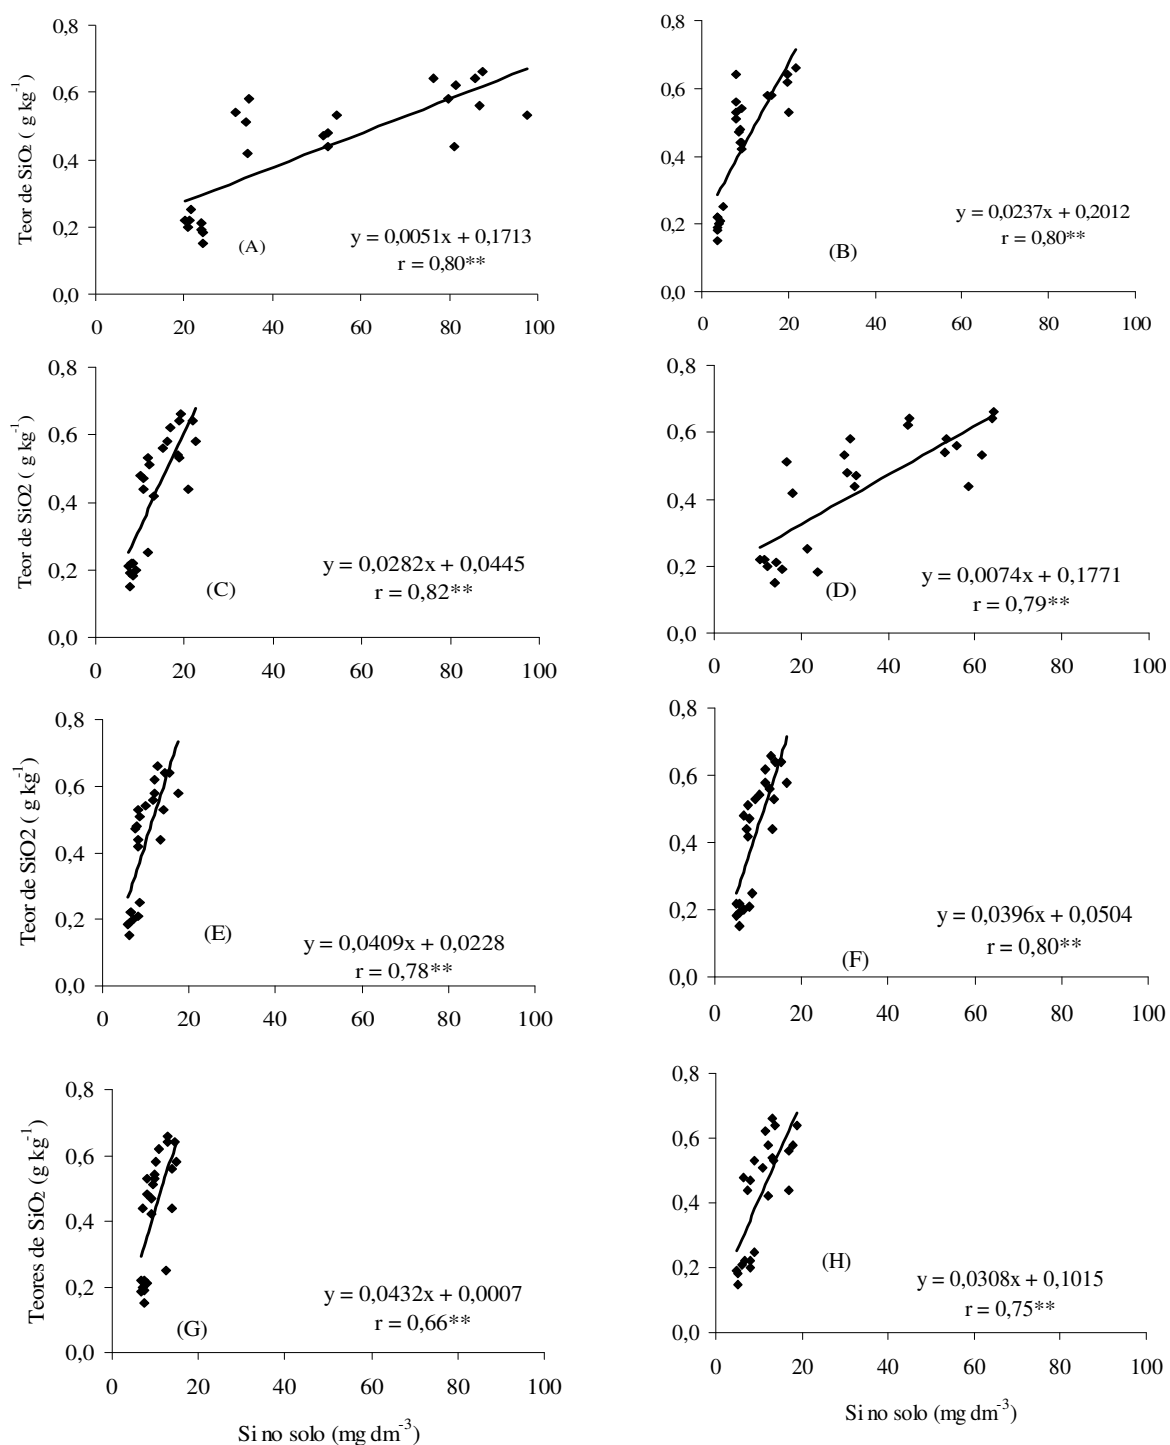 0,8
0,6
0,4
0,2
0,0
Teor de SiO₂ ( g kg⁻¹)
(A)
y = 0,0051x + 0,1713
r = 0,80**
0 20 40 60 80 100
0,8
0,6
0,4
0,2
0,0
(B)
y = 0,0237x + 0,2012
r = 0,80**
0 20 40 60 80 100
0,8
0,6
0,4
0,2
0,0
Teor de SiO2 ( g kg⁻¹)
(C)
y = 0,0282x + 0,0445
r = 0,82**
0 20 40 60 80 100
0,8
0,6
0,4
0,2
0,0
(D)
y = 0,0074x + 0,1771
r = 0,79**
0 20 40 60 80 100
0,8
0,6
0,4
0,2
0,0
Teor de SiO2 ( g kg⁻¹)
(E)
y = 0,0409x + 0,0228
r = 0,78**
0 20 40 60 80 100
0,8
0,6
0,4
0,2
0,0
(F)
y = 0,0396x + 0,0504
r = 0,80**
0 20 40 60 80 100
0,8
0,6
0,4
0,2
0,0
Teores de SiO₂ (g kg⁻¹)
(G)
y = 0,0432x + 0,0007
r = 0,66**
0 20 40 60 80 100
Si no solo (mg dm⁻³)
0,8
0,6
0,4
0,2
0,0
(H)
y = 0,0308x + 0,1015
r = 0,75**
0 20 40 60 80 100
Si no solo (mg dm⁻³)